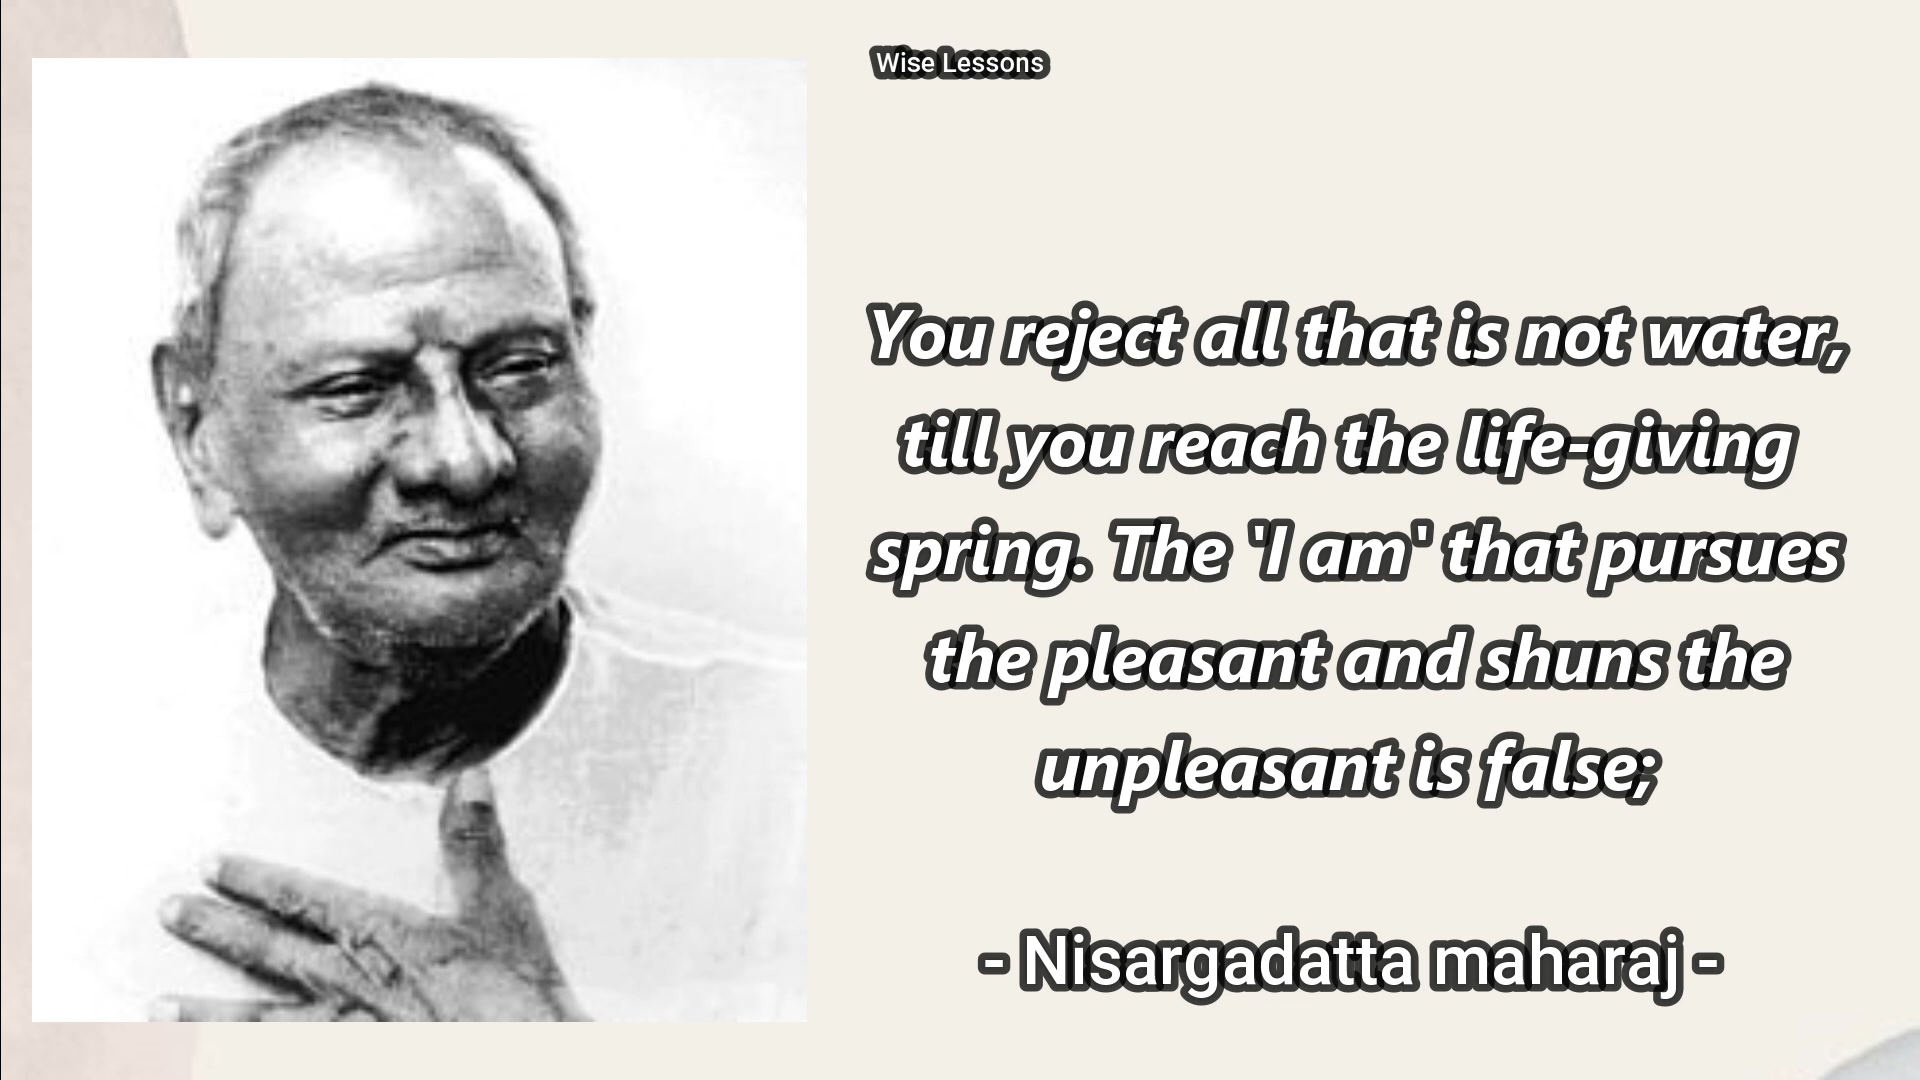 Wise Lessons
You reject all that is not water,
till you reach the life-giving
spring. The 'I am' that pursues
the pleasant and shuns the
unpleasant is false;
- Nisargadatta maharaj -